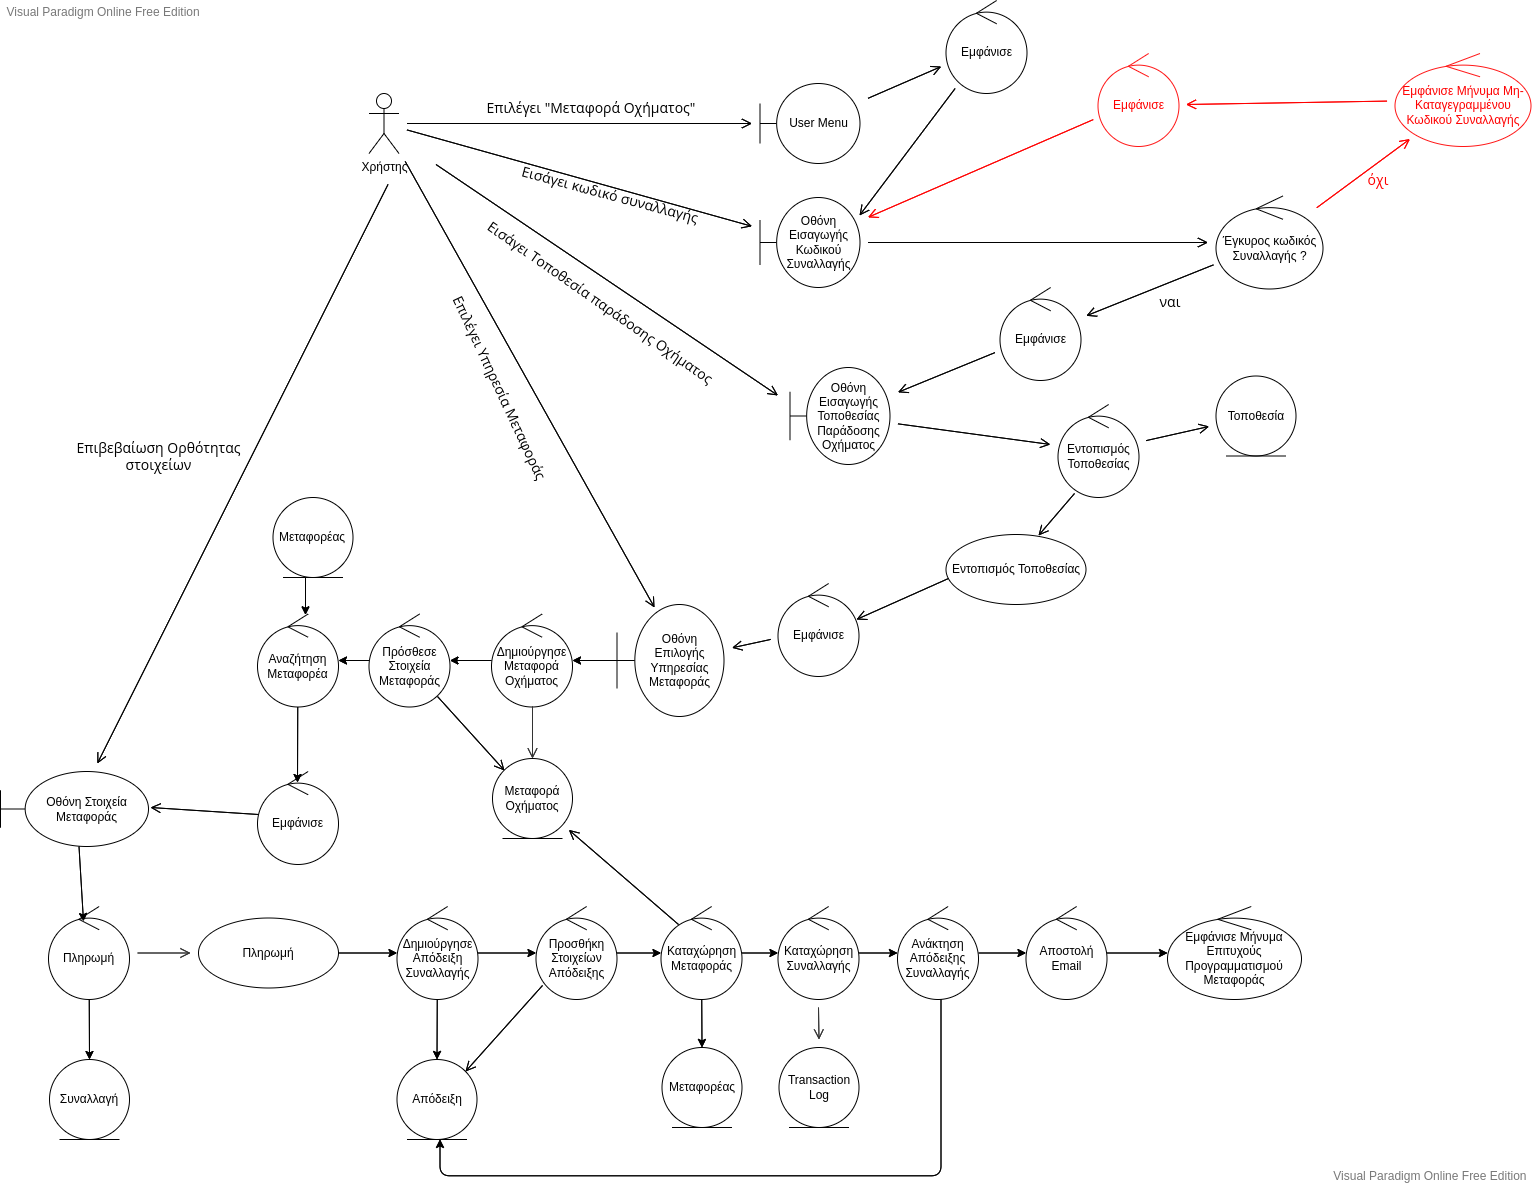 Visual Paradigm Online Free Edition
Εμφάνισε
Εμφάνισε
Εμφάνισε Μήνυμα Μη-
Καταγεγραμμένου
Κωδικού Συναλλαγής
Επιλέγει "Μεταφορά Οχήματος"
User Menu
Χρήστης
Εισάγει κωδικό συναλλαγής
όχι
Οθόνη
Εισαγωγής
Κωδικού
Συναλλαγής
Έγκυρος κωδικός
Συναλλαγής ?
Εισάγει Τοποθεσία παράδοσης Οχήματος
ναι
Επιλέγει Υπηρεσία Μεταφοράς
Εμφάνισε
Οθόνη
Εισαγωγής
Τοποθεσίας
Παράδοσης
Οχήματος
Τοποθεσία
Εντοπισμός
Τοποθεσίας
Επιβεβαίωση Ορθότητας
στοιχείων
Μεταφορέας
Εντοπισμός Τοποθεσίας
Αναζήτηση
Μεταφορέα
Πρόσθεσε
Στοιχεία
Μεταφοράς
Δημιούργησε
Μεταφορά
Οχήματος
Οθόνη
Επιλογής
Υπηρεσίας
Μεταφοράς
Εμφάνισε
Οθόνη Στοιχεία
Μεταφοράς
Εμφάνισε
Μεταφορά
Οχήματος
Πληρωμή
Πληρωμή
Δημιούργησε
Απόδειξη
Συναλλαγής
Προσθήκη
Στοιχείων
Απόδειξης
Καταχώρηση
Μεταφοράς
Καταχώρηση
Συναλλαγής
Ανάκτηση
Απόδειξης
Συναλλαγής
Αποστολή
Email
Εμφάνισε Μήνυμα
Επιτυχούς
Προγραμματισμού
Μεταφοράς
Συναλλαγή
Απόδειξη
Μεταφορέας
Transaction
Log
Visual Paradigm Online Free Edition